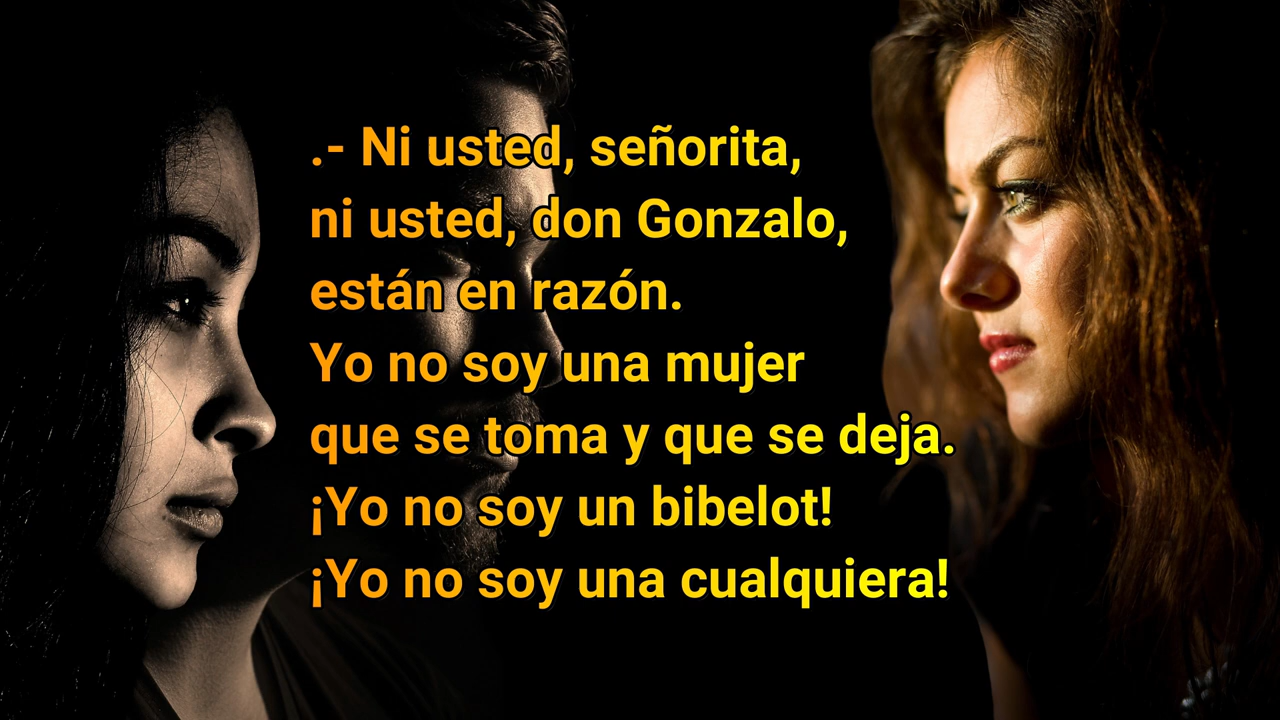 .- Ni usted, señorita,
ni usted, don Gonzalo,
están en razón.
Yo no soy una mujer
que se toma y que se deja.
¡Yo no soy un bibelot!
¡Yo no soy una cualquiera!